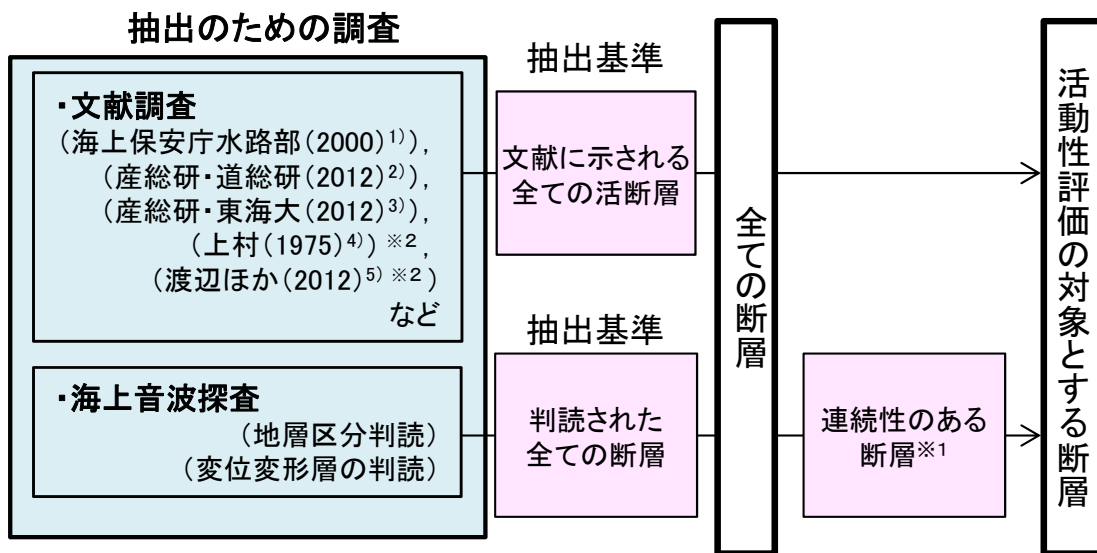 抽出のための調査
・文献調査
(海上保安庁水路部(2000)1)),
(産総研・道総研(2012)2)),
(産総研・東海大(2012)3)),
(上村(1975)4)) ※2,
(渡辺ほか(2012)5) ※2)
など
・海上音波探査
(地層区分判読)
(変位変形層の判読)
抽出基準
文献に示される
全ての活断層
抽出基準
判読された
全ての断層
全ての断層
連続性のある
断層※1
活動性評価の対象とする断層